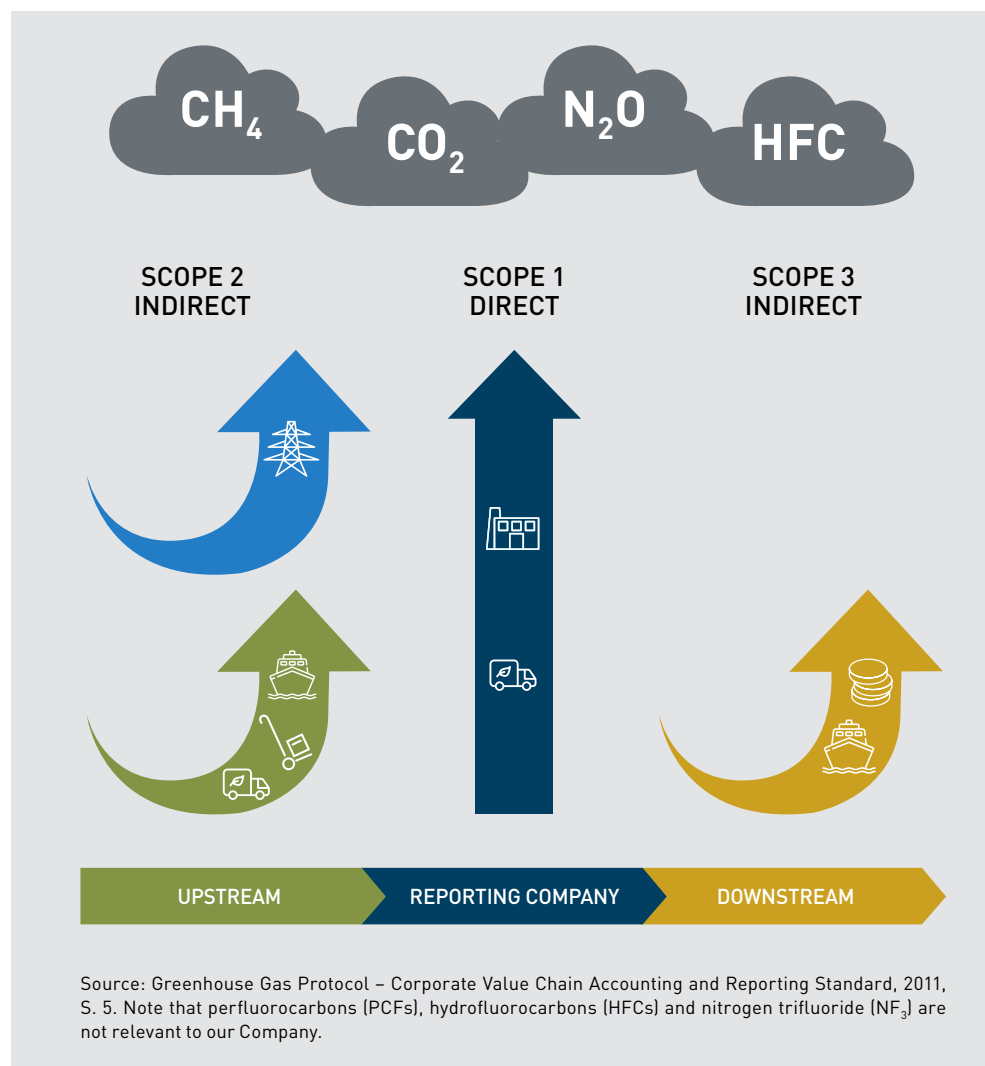 CH₄
CO₂
N₂O
HFC
SCOPE 2
INDIRECT
SCOPE 1
DIRECT
SCOPE 3
INDIRECT
UPSTREAM
REPORTING COMPANY
DOWNSTREAM
Source: Greenhouse Gas Protocol – Corporate Value Chain Accounting and Reporting Standard, 2011,
S. 5. Note that perfluorocarbons (PCFs), hydrofluorocarbons (HFCs) and nitrogen trifluoride (NF₃) are
not relevant to our Company.